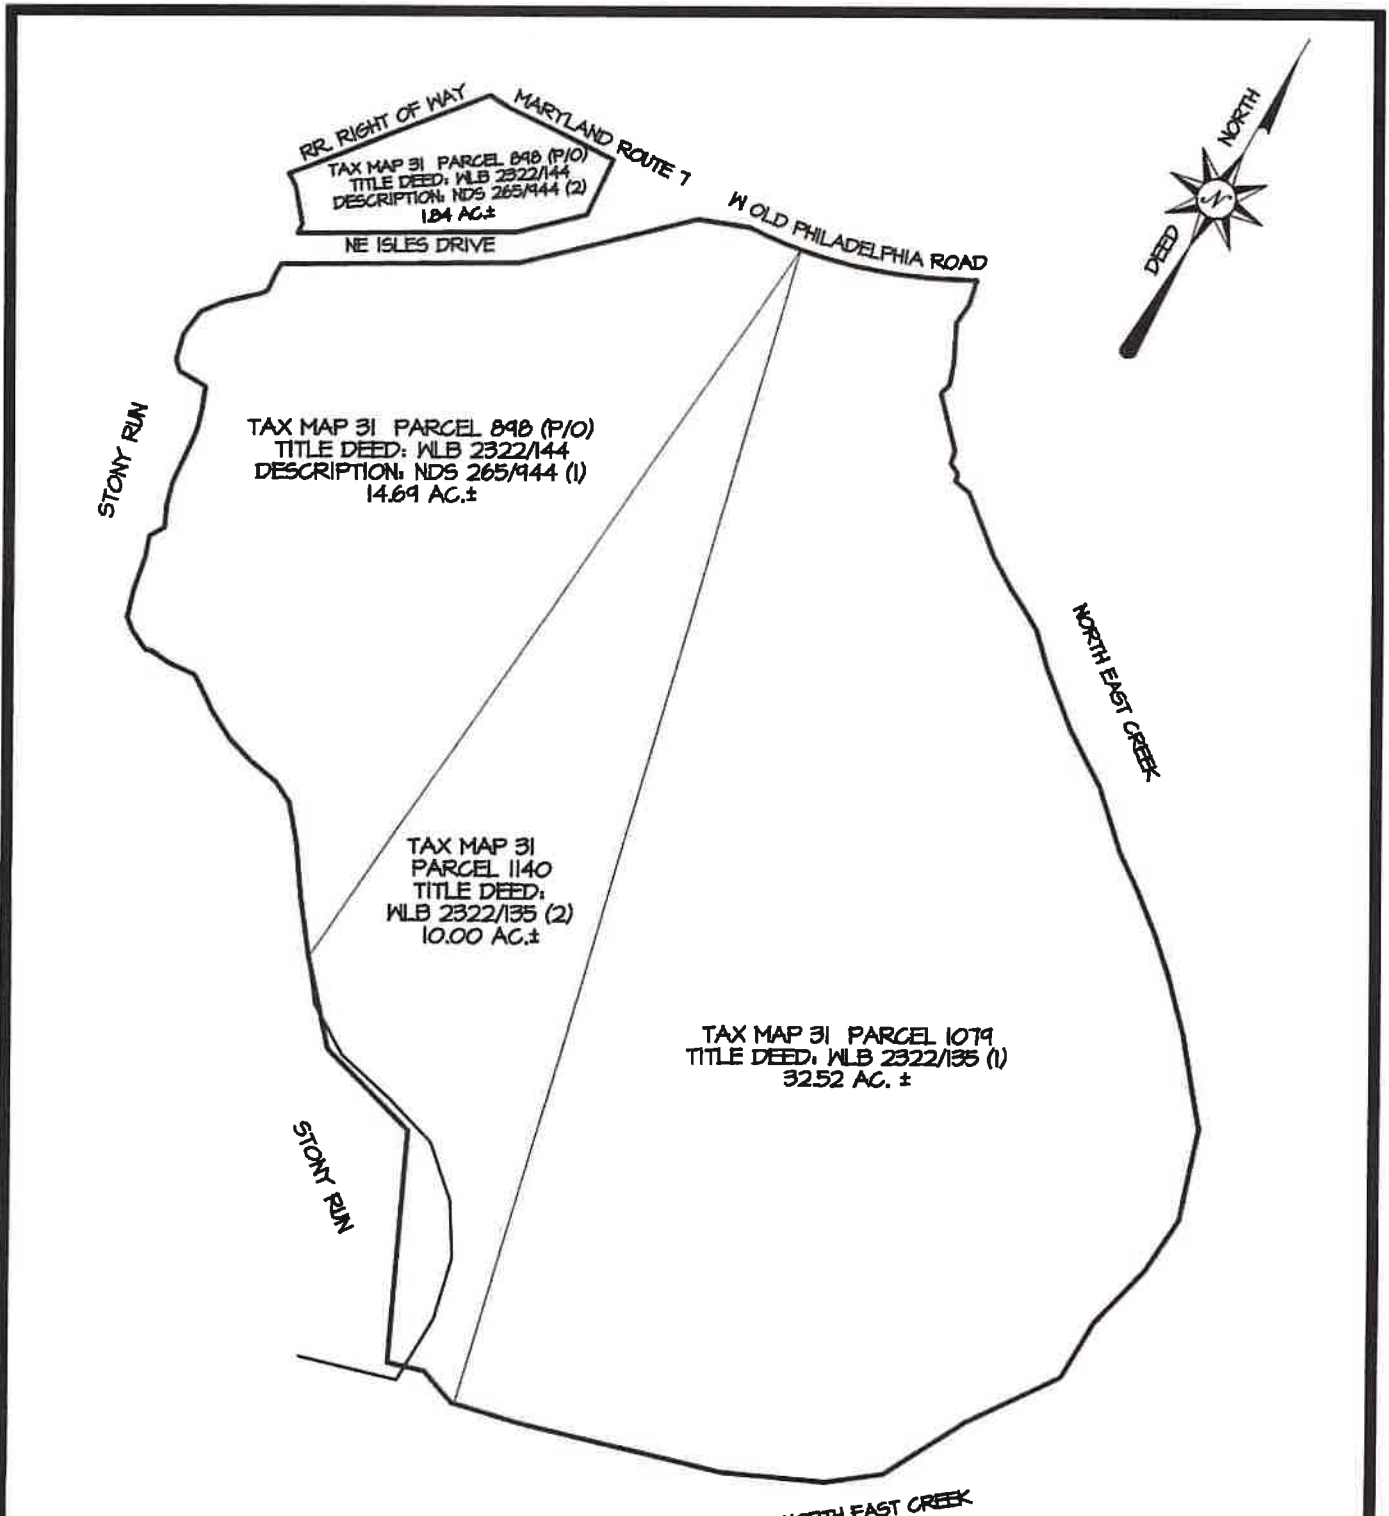 RR. RIGHT OF WAY
MARYLAND ROUTE 7
TAX MAP 31 PARCEL 898 (P/O)
TITLE DEED: WLB 2322/144
DESCRIPTION: NDS 265/944 (2)
1.84 AC.±
NE ISLES DRIVE
W OLD PHILADELPHIA ROAD
NORTH
N
DEED
STONY RUN
TAX MAP 31 PARCEL 898 (P/O)
TITLE DEED: WLB 2322/144
DESCRIPTION: NDS 265/944 (1)
14.69 AC.±
NORTH EAST CREEK
TAX MAP 31
PARCEL 1140
TITLE DEED:
WLB 2322/135 (2)
10.00 AC.±
TAX MAP 31 PARCEL 1079
TITLE DEED: WLB 2322/135 (1)
32.52 AC. ±
STONY RUN
NORTH EAST CREEK